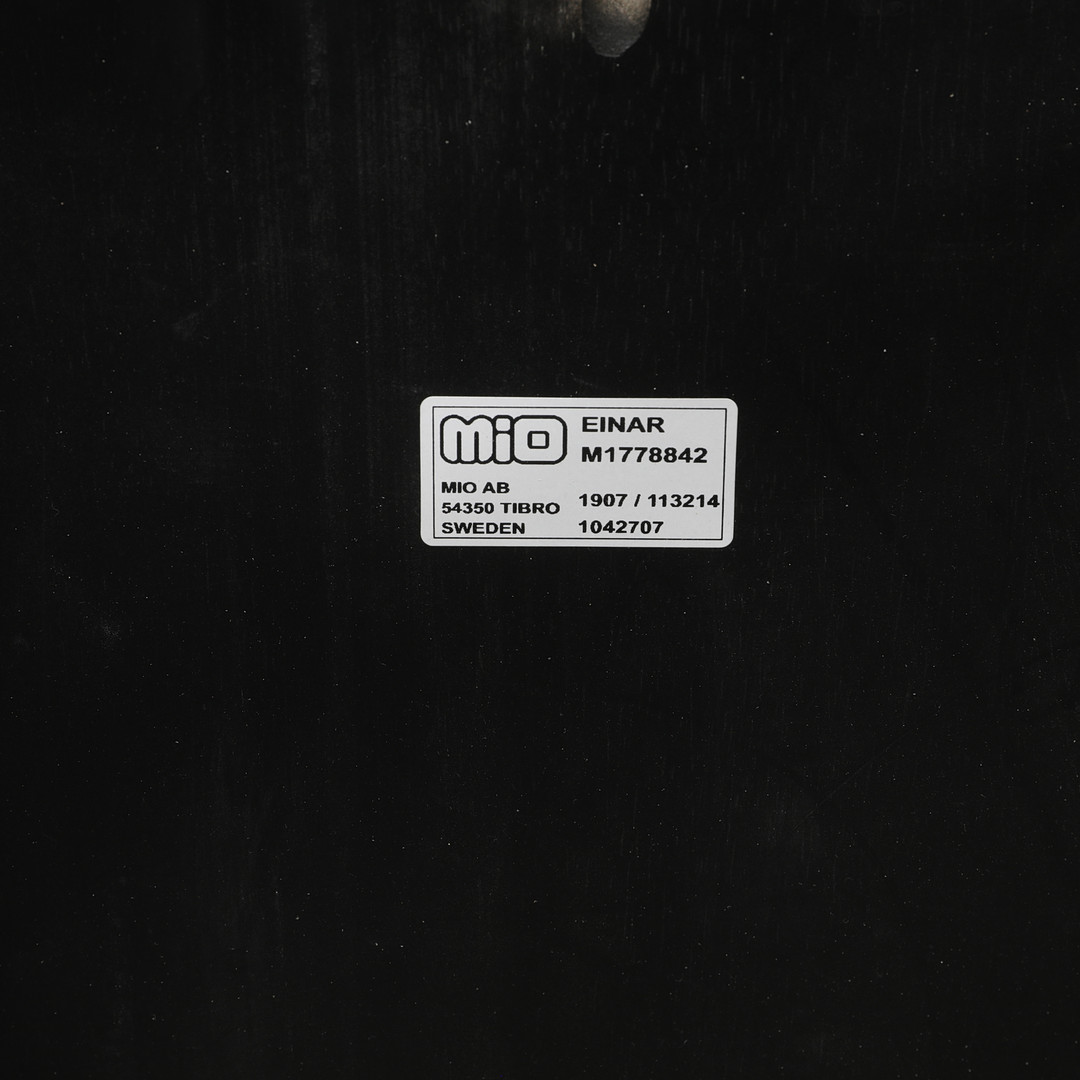 mio
EINAR
M1778842
MIO AB
54350 TIBRO
SWEDEN
1907 / 113214
1042707